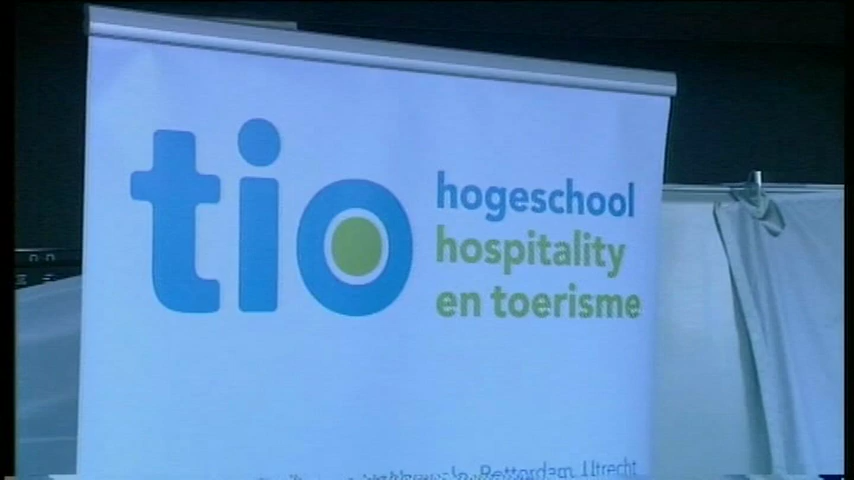 tio
hogeschool
hospitality
en toerisme
Rotterdam, Utrecht